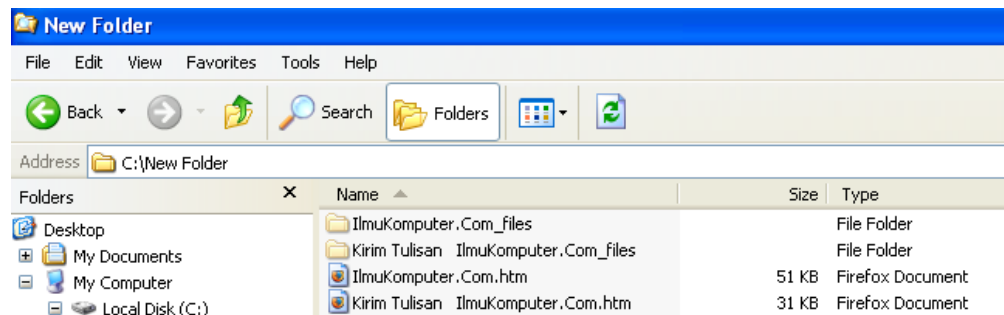 New Folder
File Edit View Favorites Tools Help
Back Search Folders
Address C:\New Folder
Folders X Name Size Type
Desktop IlmuKomputer.Com_files File Folder
My Documents Kirim Tulisan IlmuKomputer.Com_files File Folder
My Computer IlmuKomputer.Com.htm 51 KB Firefox Document
Local Disk (C:) Kirim Tulisan IlmuKomputer.Com.htm 31 KB Firefox Document